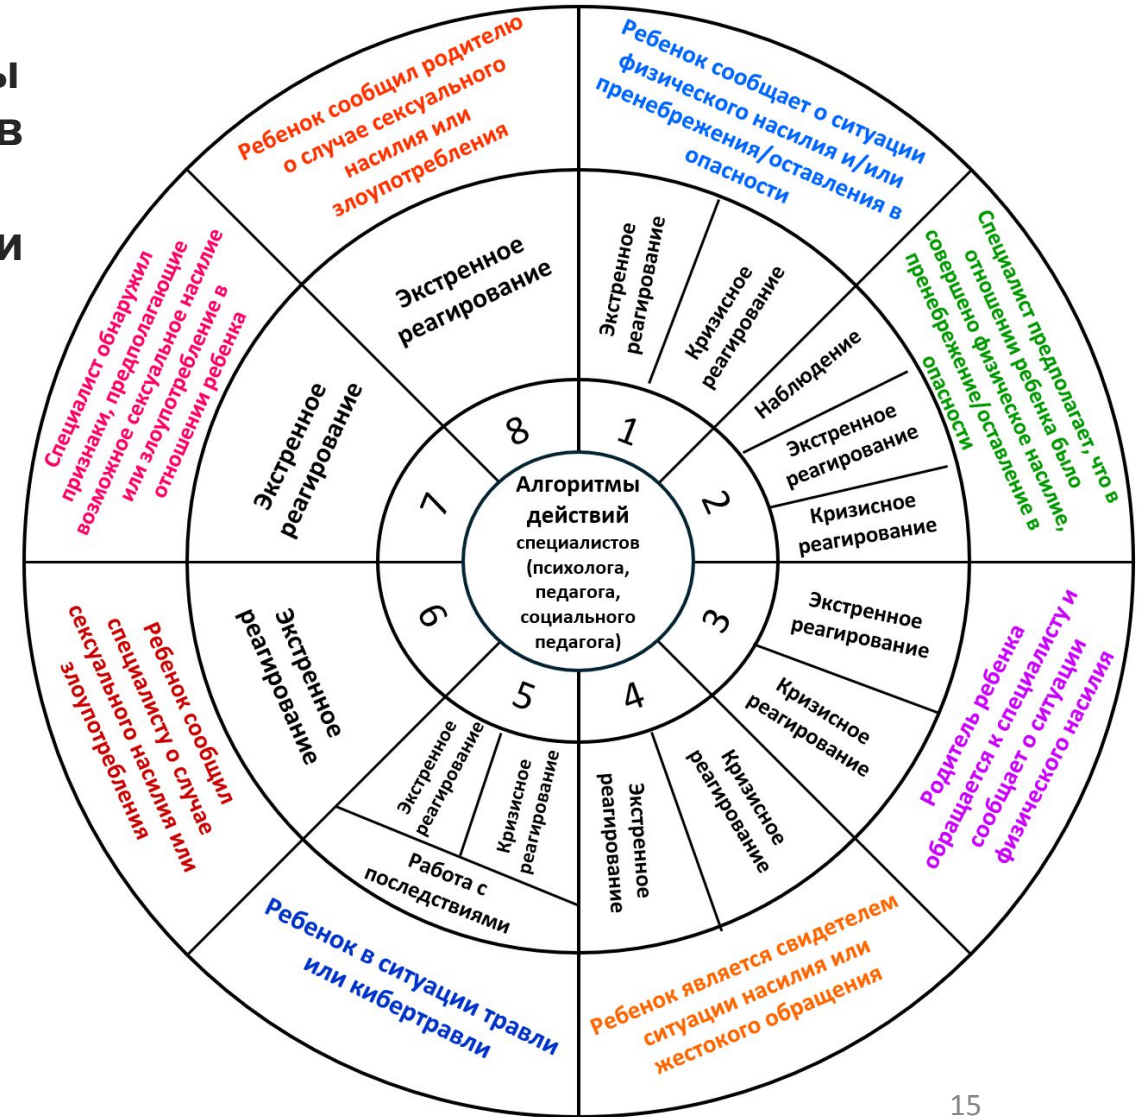 ы
в
и
Ребенок сообщил родителю
о случае сексуального
насилия или
злоупотребления
Ребенок сообщает о ситуации
физического насилия и/или
пренебрежения/оставления в
опасности
Специалист предполагает, что в
отношении ребенка было
совершено физическое насилие,
пренебрежение/оставление в
опасности
Родитель ребенка
обращается к специалисту и
сообщает о ситуации
физического насилия
Ребенок является свидетелем
ситуации насилия или
жестокого обращения
Ребенок в ситуации травли
или кибертравли
Ребенок сообщил
специалисту о случае
сексуального насилия или
злоупотребления
Специалист обнаружил
признаки, предполагающие
возможное сексуальное насилие
или злоупотребление в
отношении ребенка
Экстренное
реагирование
Кризисное
реагирование
Наблюдение
Экстренное
реагирование
Кризисное
реагирование
Экстренное
реагирование
Кризисное
реагирование
Экстренное
реагирование
Кризисное
реагирование
Экстренное
реагирование
Кризисное
реагирование
Работа с
последствиями
Экстренное
реагирование
Экстренное
реагирование
Экстренное
реагирование
1
2
3
4
5
6
7
8
Алгоритмы
действий
специалистов
(психолога,
педагога,
социального
педагога)
15